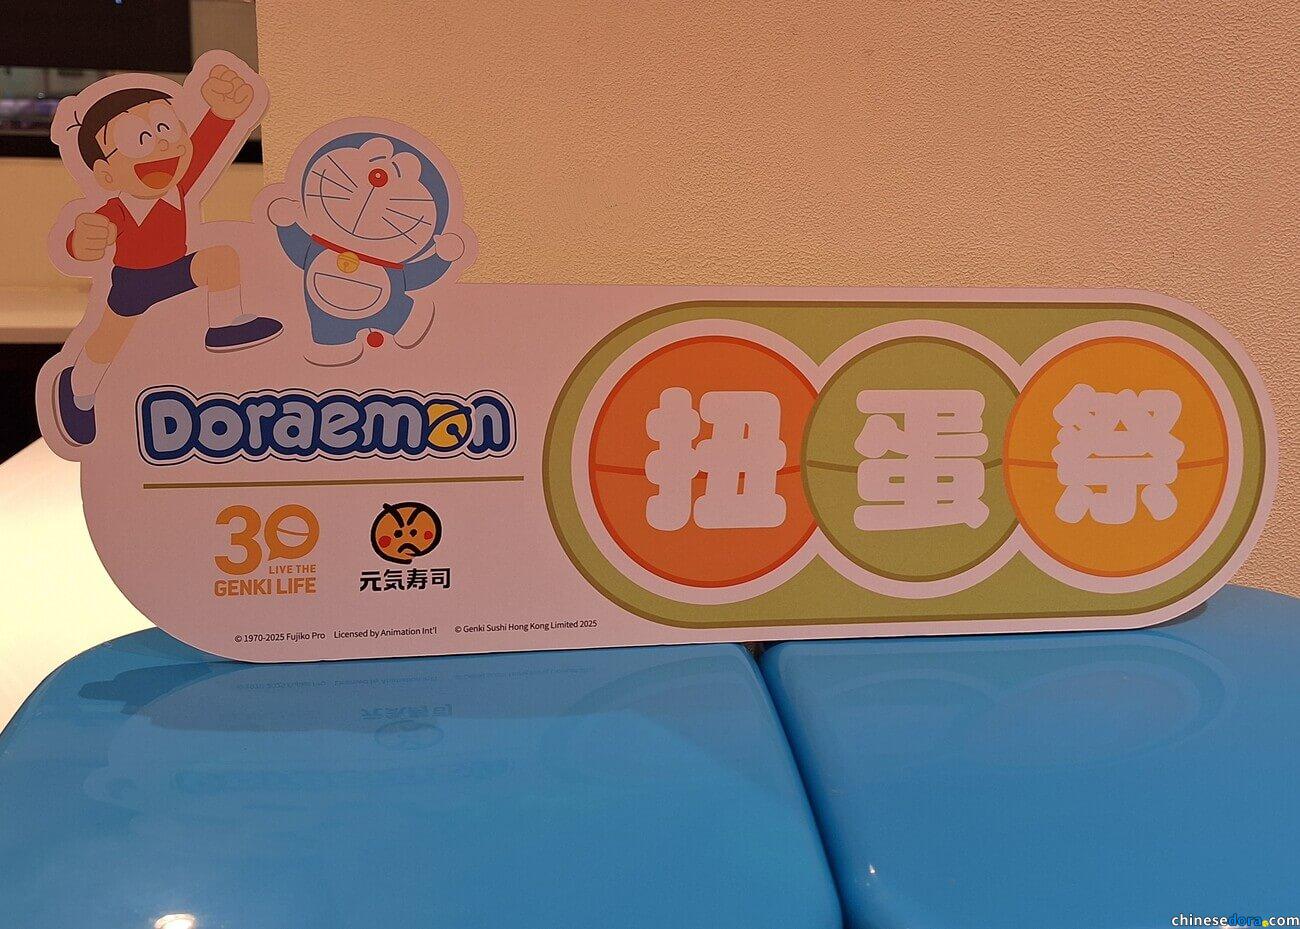 Doraemon
扭蛋祭
30
LIVE THE
GENKI LIFE
元気寿司
© 1970-2025 Fujiko Pro Licensed by Animation Int'l © Genki Sushi Hong Kong Limited 2025
chinesedora.com